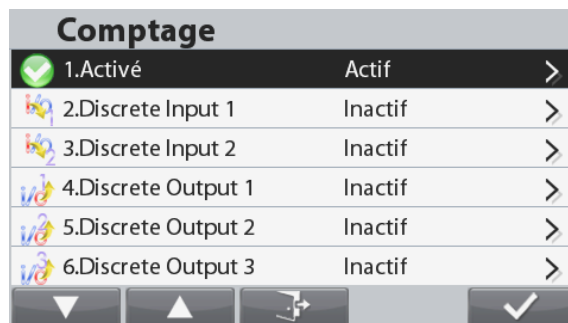 Comptage
1.Activé Actif
2.Discrete Input 1 Inactif
3.Discrete Input 2 Inactif
4.Discrete Output 1 Inactif
5.Discrete Output 2 Inactif
6.Discrete Output 3 Inactif